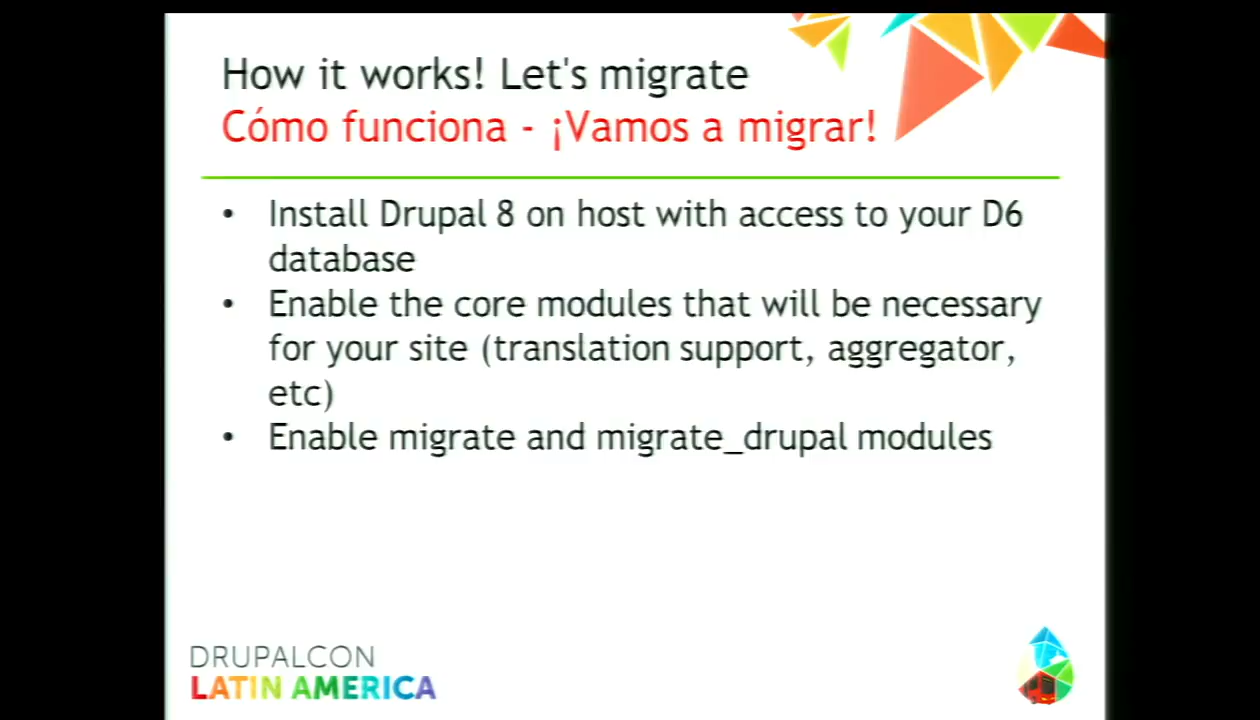 How it works! Let's migrate
Cómo funciona - ¡Vamos a migrar!
• Install Drupal 8 on host with access to your D6
database
• Enable the core modules that will be necessary
for your site (translation support, aggregator,
etc)
• Enable migrate and migrate_drupal modules
DRUPALCON
LATIN AMERICA